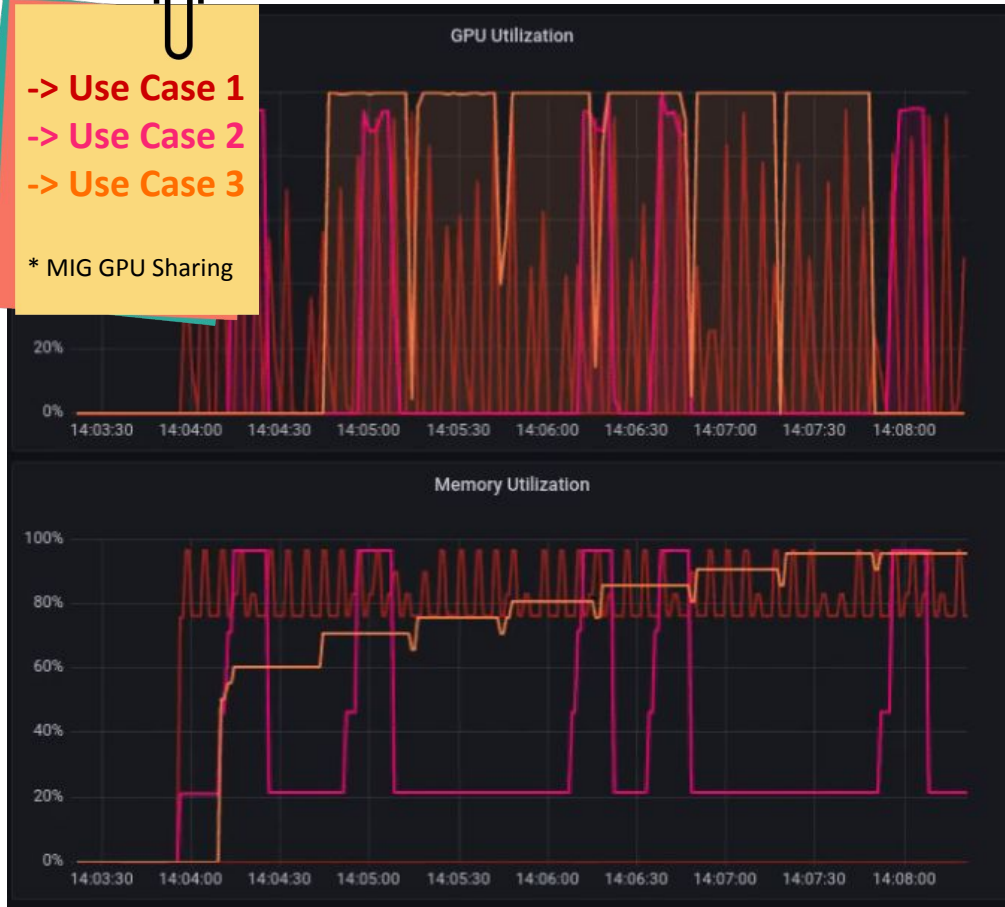 GPU Utilization
-> Use Case 1
-> Use Case 2
-> Use Case 3
* MIG GPU Sharing
20%
0%
14:03:30 14:04:00 14:04:30 14:05:00 14:05:30 14:06:00 14:06:30 14:07:00 14:07:30 14:08:00
Memory Utilization
100%
80%
60%
40%
20%
0%
14:03:30 14:04:00 14:04:30 14:05:00 14:05:30 14:06:00 14:06:30 14:07:00 14:07:30 14:08:00